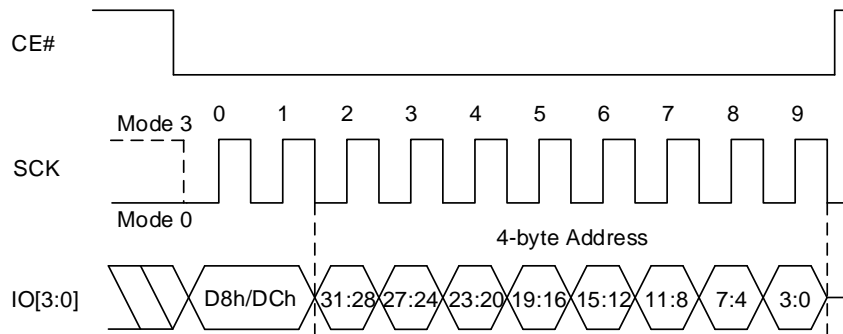 CE#
0 1 2 3 4 5 6 7 8 9
Mode 3
SCK
Mode 0
4-byte Address
IO[3:0] D8h/DCh 31:28 27:24 23:20 19:16 15:12 11:8 7:4 3:0